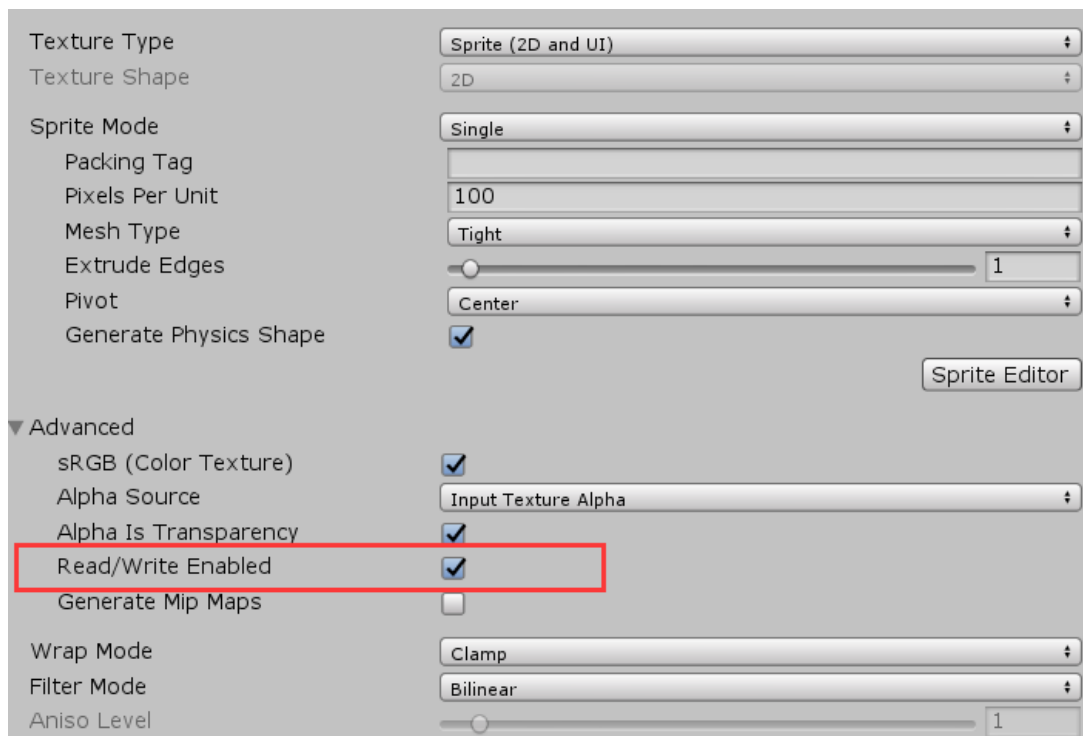 Texture Type Sprite (2D and UI)
Texture Shape 2D
Sprite Mode Single
Packing Tag
Pixels Per Unit 100
Mesh Type Tight
Extrude Edges 1
Pivot Center
Generate Physics Shape
Sprite Editor
Advanced
sRGB (Color Texture)
Alpha Source Input Texture Alpha
Alpha Is Transparency
Read/Write Enabled
Generate Mip Maps
Wrap Mode Clamp
Filter Mode Bilinear
Aniso Level 1